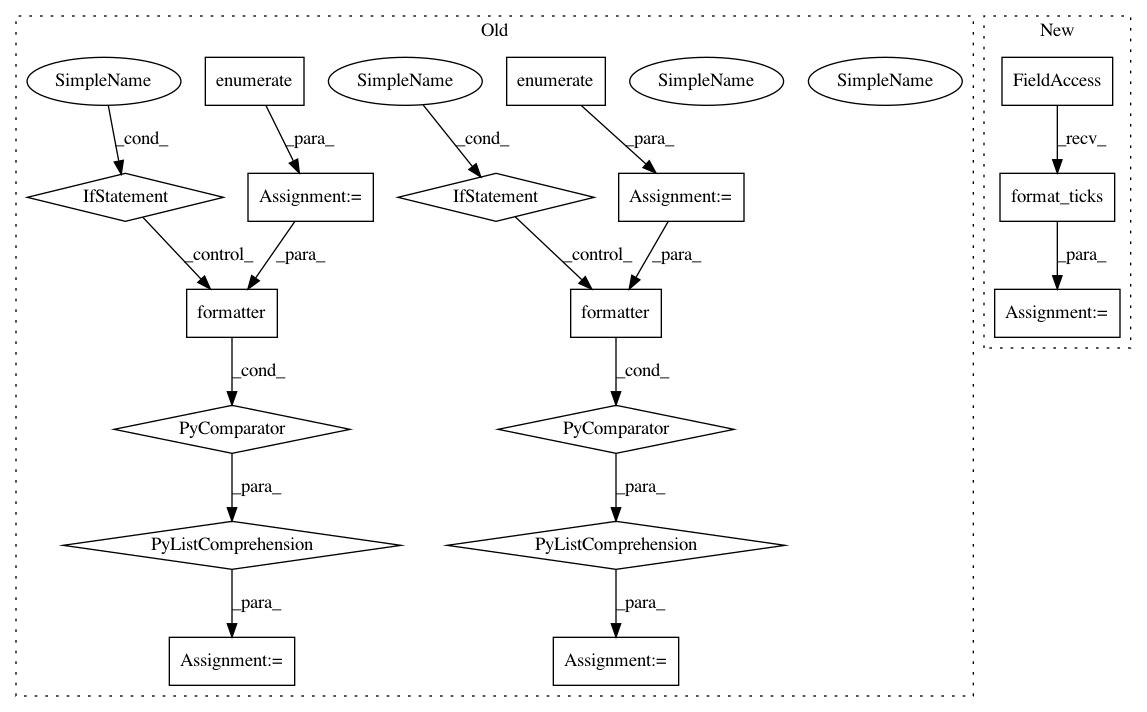 Old
New
SimpleName
enumerate
SimpleName
enumerate
SimpleName
SimpleName
FieldAccess
_cond_
_para_
_cond_
_para_
_recv_
IfStatement
Assignment:=
IfStatement
Assignment:=
format_ticks
_control_
_para_
_control_
_para_
_para_
formatter
formatter
Assignment:=
_cond_
_cond_
PyComparator
PyComparator
_para_
_para_
PyListComprehension
PyListComprehension
_para_
_para_
Assignment:=
Assignment:=